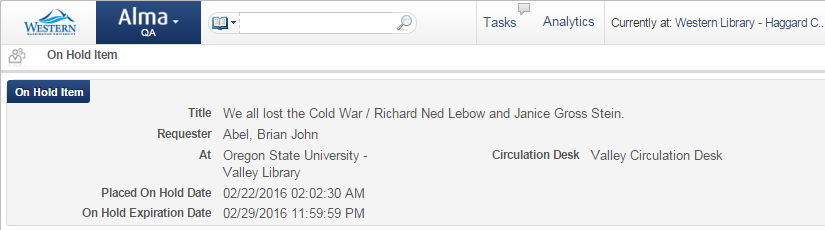 WESTERN
WASHINGTON UNIVERSITY
Alma
QA
Tasks
Analytics
Currently at: Western Library - Haggard C..
On Hold Item
On Hold Item
Title We all lost the Cold War / Richard Ned Lebow and Janice Gross Stein.
Requester Abel, Brian John
At Oregon State University - Circulation Desk Valley Circulation Desk
Valley Library
Placed On Hold Date 02/22/2016 02:02:30 AM
On Hold Expiration Date 02/29/2016 11:59:59 PM